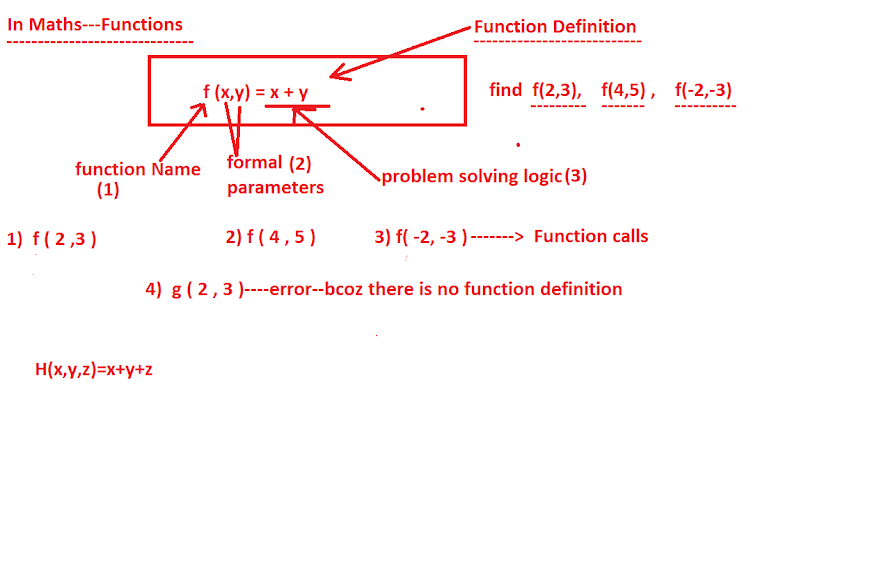 In Maths---Functions
Function Definition
f (x,y) = x + y
find f(2,3), f(4,5) , f(-2,-3)
function Name
(1)
formal (2)
parameters
problem solving logic(3)
1) f ( 2 ,3 )
2) f ( 4 , 5 )
3) f( -2, -3 )-------> Function calls
4) g ( 2 , 3 )----error--bcoz there is no function definition
H(x,y,z)=x+y+z